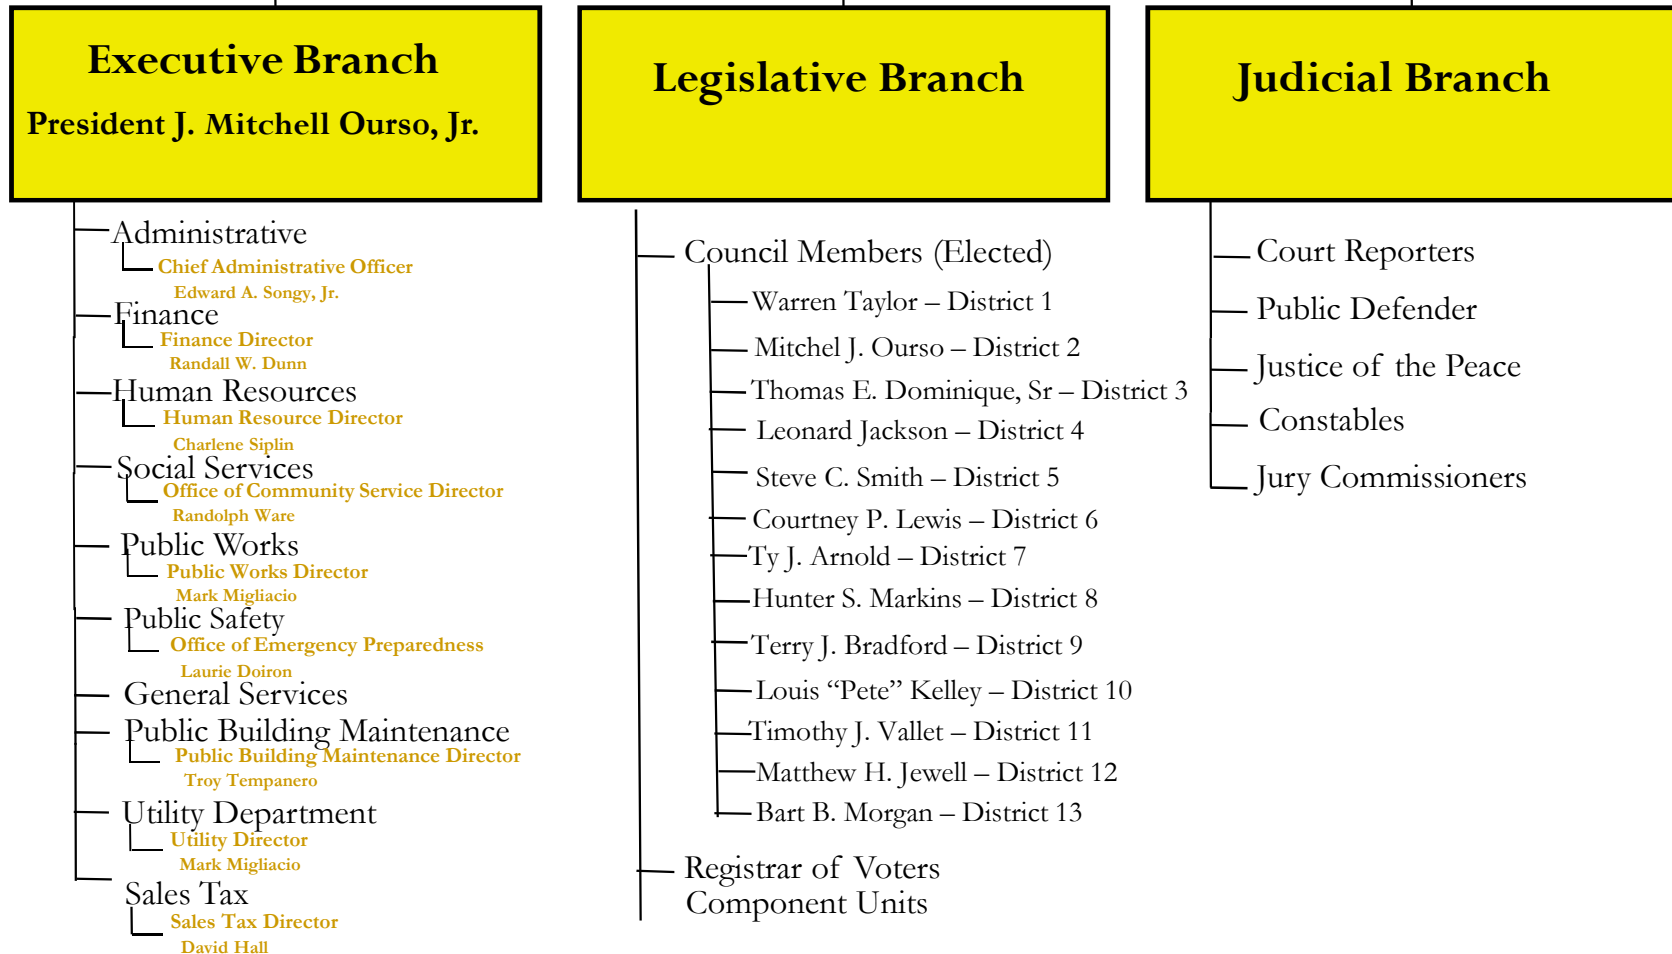 Executive Branch
President J. Mitchell Ourso, Jr.
Administrative
Chief Administrative Officer
Edward A. Songy, Jr.
Finance
Finance Director
Randall W. Dunn
Human Resources
Human Resource Director
Charlene Siplin
Social Services
Office of Community Service Director
Randolph Ware
Public Works
Public Works Director
Mark Migliacio
Public Safety
Office of Emergency Preparedness
Laurie Doiron
General Services
Public Building Maintenance
Public Building Maintenance Director
Troy Tempanero
Utility Department
Utility Director
Mark Migliacio
Sales Tax
Sales Tax Director
David Hall
Legislative Branch
Council Members (Elected)
Warren Taylor – District 1
Mitchel J. Ourso – District 2
Thomas E. Dominique, Sr – District 3
Leonard Jackson – District 4
Steve C. Smith – District 5
Courtney P. Lewis – District 6
Ty J. Arnold – District 7
Hunter S. Markins – District 8
Terry J. Bradford – District 9
Louis “Pete” Kelley – District 10
Timothy J. Vallet – District 11
Matthew H. Jewell – District 12
Bart B. Morgan – District 13
Registrar of Voters
Component Units
Judicial Branch
Court Reporters
Public Defender
Justice of the Peace
Constables
Jury Commissioners